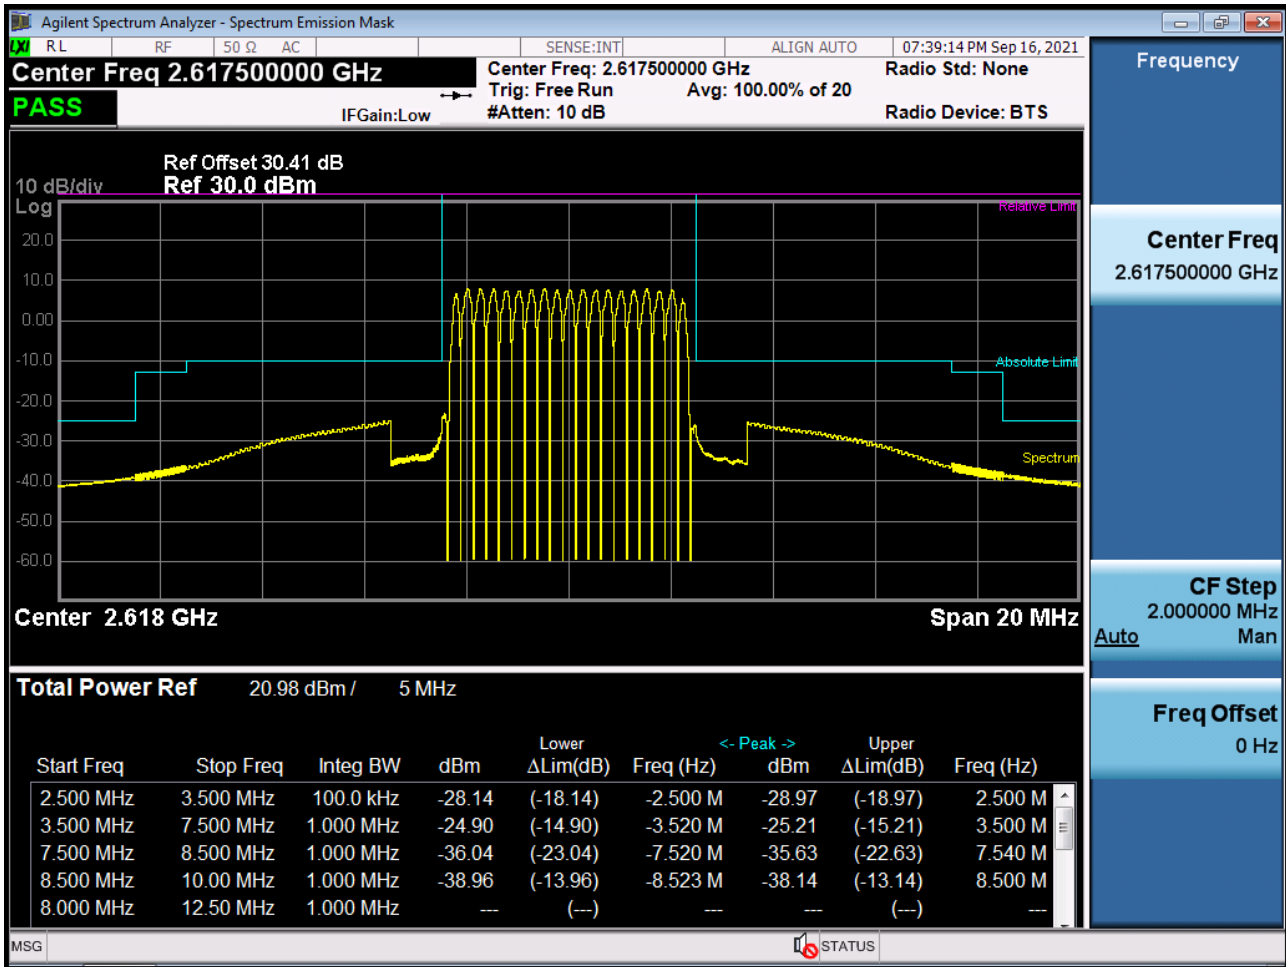 Agilent Spectrum Analyzer - Spectrum Emission Mask
LXI RL RF 50 Ω AC SENSE:INT ALIGN AUTO 07:39:14 PM Sep 16, 2021
Center Freq 2.617500000 GHz
Center Freq: 2.617500000 GHz
Radio Std: None
Trig: Free Run Avg: 100.00% of 20
PASS
IFGain:Low
#Atten: 10 dB
Radio Device: BTS
Ref Offset 30.41 dB
10 dB/div Ref 30.0 dBm
Log
Relative Limit
20.0
10.0
0.00
-10.0
Absolute Limit
-20.0
-30.0
Spectrum
-40.0
-50.0
-60.0
Center 2.618 GHz Span 20 MHz
Total Power Ref 20.98 dBm / 5 MHz
Lower <- Peak -> Upper
Start Freq Stop Freq Integ BW dBm ΔLim(dB) Freq (Hz) dBm ΔLim(dB) Freq (Hz)
2.500 MHz 3.500 MHz 100.0 kHz -28.14 (-18.14) -2.500 M -28.97 (-18.97) 2.500 M
3.500 MHz 7.500 MHz 1.000 MHz -24.90 (-14.90) -3.520 M -25.21 (-15.21) 3.500 M
7.500 MHz 8.500 MHz 1.000 MHz -36.04 (-23.04) -7.520 M -35.63 (-22.63) 7.540 M
8.500 MHz 10.00 MHz 1.000 MHz -38.96 (-13.96) -8.523 M -38.14 (-13.14) 8.500 M
8.000 MHz 12.50 MHz 1.000 MHz --- (---) --- --- (---) ---
MSG STATUS
Frequency
Center Freq
2.617500000 GHz
CF Step
2.000000 MHz
Auto Man
Freq Offset
0 Hz